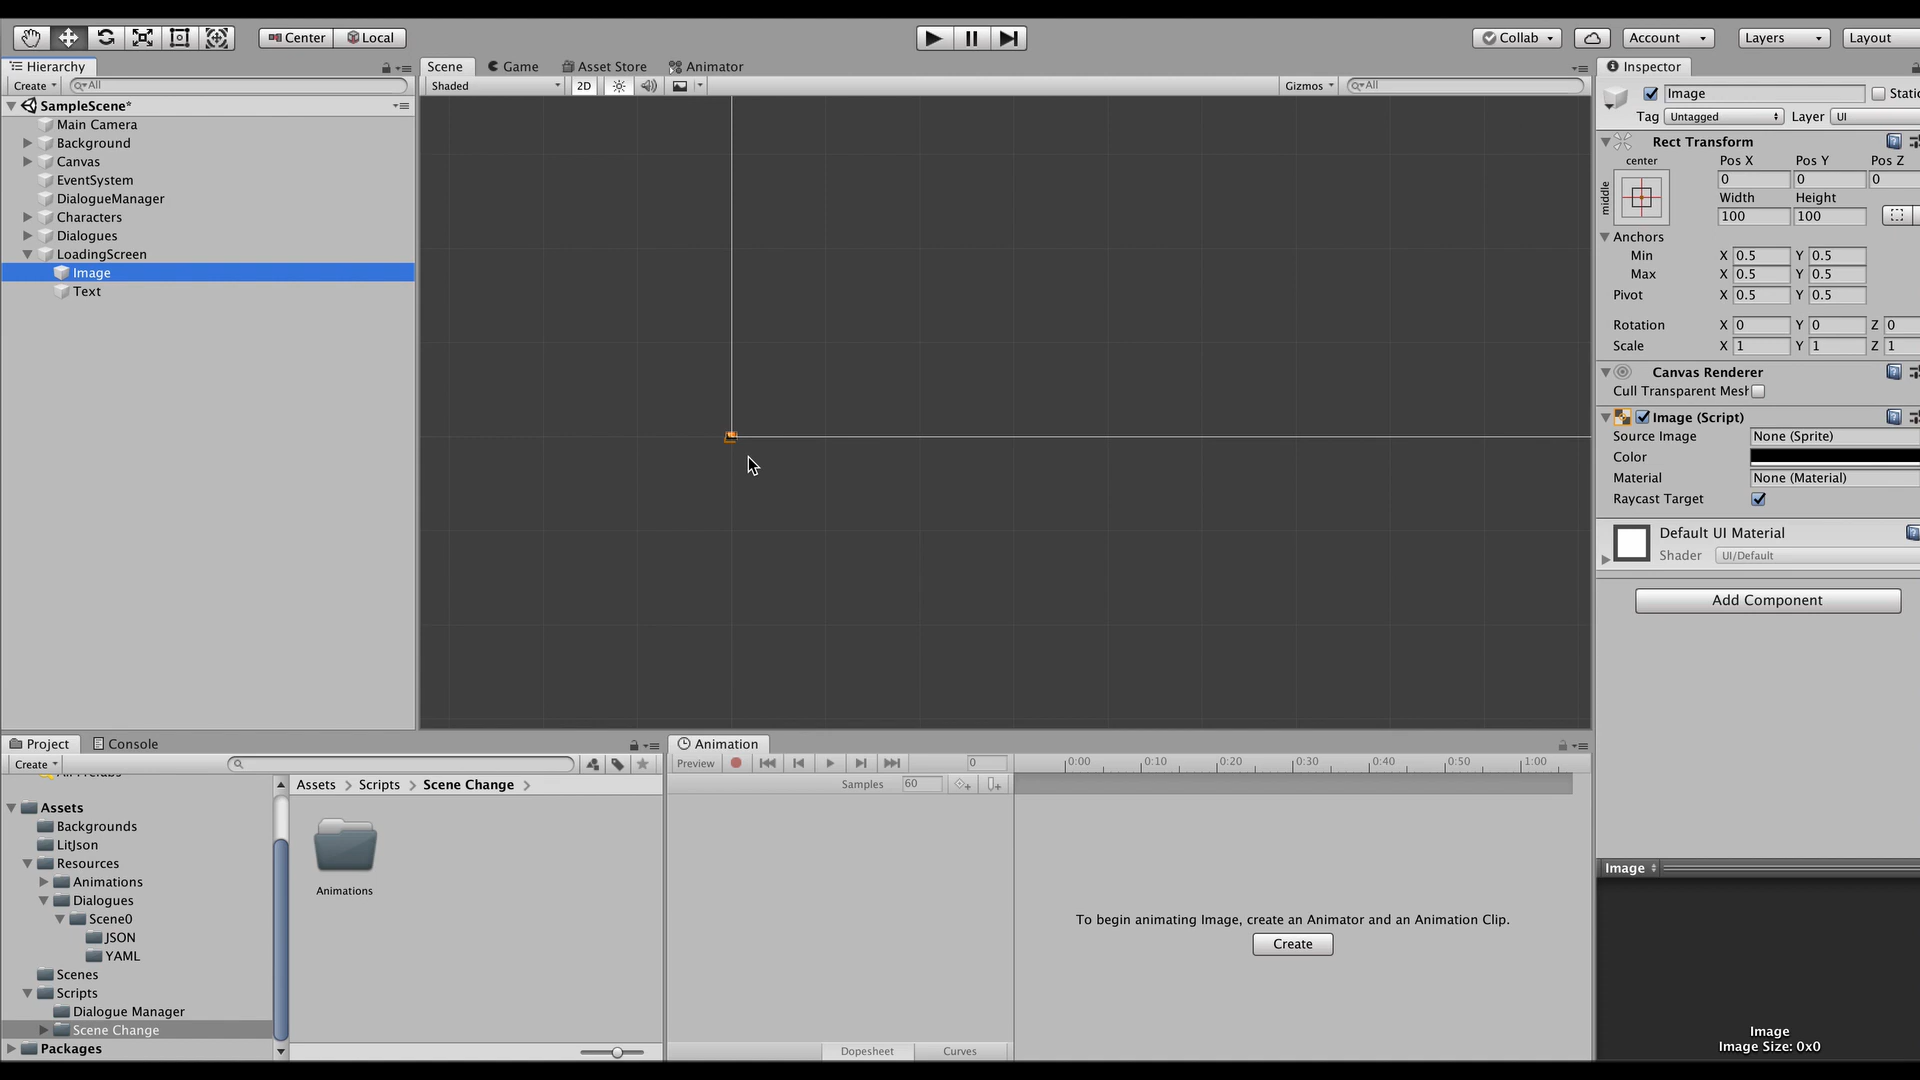 Center Local Collab Account Layers Layout
Hierarchy
Create All
SampleScene*
Main Camera
Background
Canvas
EventSystem
DialogueManager
Characters
Dialogues
LoadingScreen
Image
Text
Scene Game Asset Store Animator
Shaded 2D Gizmos All
Inspector
Image Static
Tag Untagged Layer UI
Rect Transform
center Pos X Pos Y Pos Z
middle
0 0 0
Width Height
100 100
Anchors
Min X 0.5 Y 0.5
Max X 0.5 Y 0.5
Pivot X 0.5 Y 0.5
Rotation X 0 Y 0 Z 0
Scale X 1 Y 1 Z 1
Canvas Renderer
Cull Transparent Mesh
Image (Script)
Source Image None (Sprite)
Color
Material None (Material)
Raycast Target
Default UI Material
Shader UI/Default
Add Component
Image
Image
Image Size: 0x0
Project Console
Create
Assets
Backgrounds
LitJson
Resources
Animations
Dialogues
Scene0
JSON
YAML
Scenes
Scripts
Dialogue Manager
Scene Change
Packages
Assets > Scripts > Scene Change >
Animations
Animation
Preview 0 0:00 0:10 0:20 0:30 0:40 0:50 1:00
Samples 60
To begin animating Image, create an Animator and an Animation Clip.
Create
Dopesheet Curves